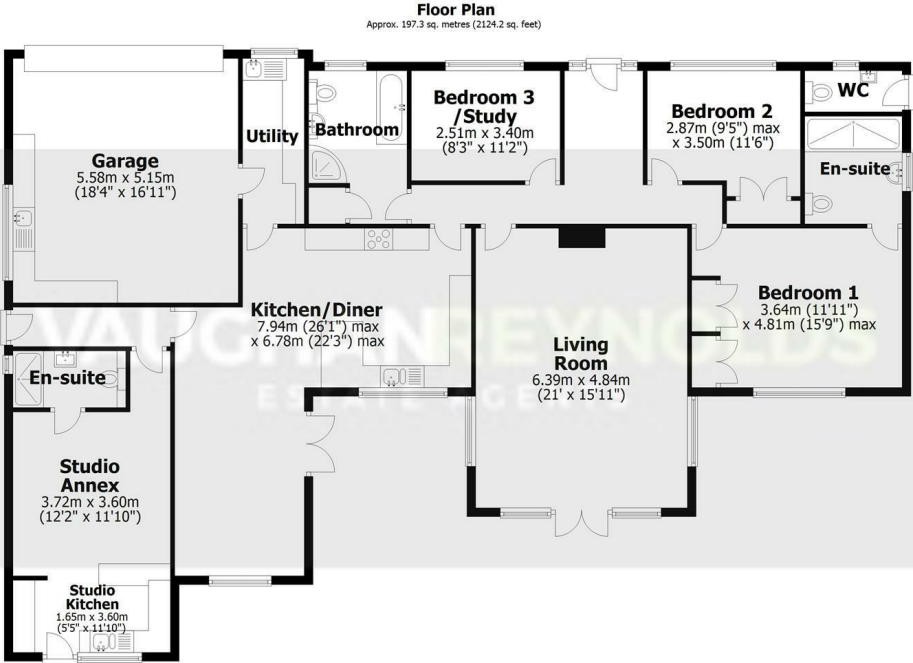 Floor Plan
Approx. 197.3 sq. metres (2124.2 sq. feet)
Garage
5.58m x 5.15m
(18'4" x 16'11")
Utility
Bathroom
Bedroom 3
/Study
2.51m x 3.40m
(8'3" x 11'2")
Bedroom 2
2.87m (9'5") max
x 3.50m (11'6")
WC
En-suite
Kitchen/Diner
7.94m (26'1") max
x 6.78m (22'3") max
Living
Room
6.39m x 4.84m
(21' x 15'11")
Bedroom 1
3.64m (11'11")
x 4.81m (15'9") max
En-suite
Studio
Annex
3.72m x 3.60m
(12'2" x 11'10")
Studio
Kitchen
1.65m x 3.60m
(5'5" x 11'10")
VAUGHANREYNOLDS
ESTATE AGENTS